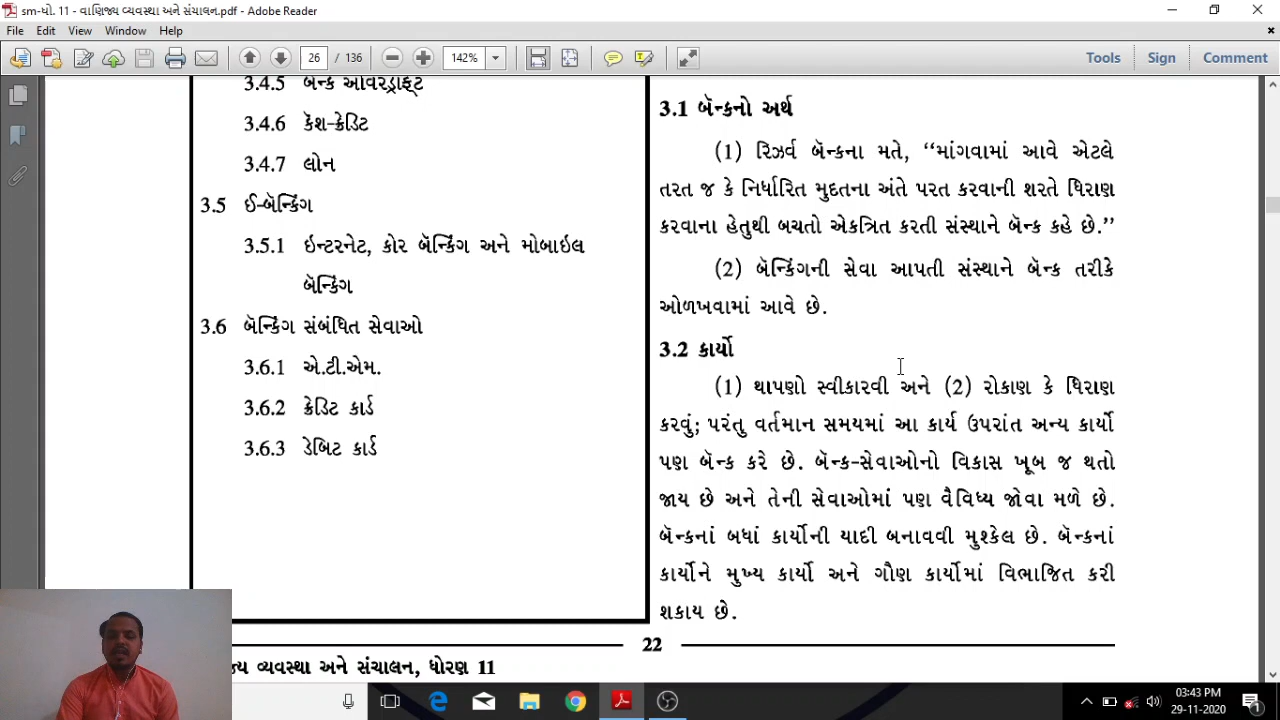 sm-ધો. 11 - વાણિજ્ય વ્યવસ્થા અને સંચાલન.pdf - Adobe Reader
File Edit View Window Help
26 / 136 142% Tools Sign Comment
3.4.5 બૅન્ક ઓવરડ્રાફ્ટ
3.4.6 કૅશ-ક્રેડિટ
3.4.7 લોન
3.5 ઈ-બૅન્કિંગ
3.5.1 ઇન્ટરનેટ, કોર બૅન્કિંગ અને મોબાઇલ
બૅન્કિંગ
3.6 બૅન્કિંગ સંબંધિત સેવાઓ
3.6.1 એ.ટી.એમ.
3.6.2 ક્રેડિટ કાર્ડ
3.6.3 ડેબિટ કાર્ડ
3.1 બૅન્કનો અર્થ
(1) રિઝર્વ બૅન્કના મતે, “માંગવામાં આવે એટલે
તરત જ કે નિર્ધારિત મુદતના અંતે પરત કરવાની શરતે ધિરાણ
કરવાના હેતુથી બચતો એકત્રિત કરતી સંસ્થાને બૅન્ક કહે છે.”
(2) બૅન્કિંગની સેવા આપતી સંસ્થાને બૅન્ક તરીકે
ઓળખવામાં આવે છે.
3.2 કાર્યો
(1) થાપણો સ્વીકારવી અને (2) રોકાણ કે ધિરાણ
કરવું; પરંતુ વર્તમાન સમયમાં આ કાર્ય ઉપરાંત અન્ય કાર્યો
પણ બૅન્ક કરે છે. બૅન્ક-સેવાઓનો વિકાસ ખૂબ જ થતો
જાય છે અને તેની સેવાઓમાં પણ વૈવિધ્ય જોવા મળે છે.
બૅન્કનાં બધાં કાર્યોની યાદી બનાવવી મુશ્કેલ છે. બૅન્કનાં
કાર્યોને મુખ્ય કાર્યો અને ગૌણ કાર્યોમાં વિભાજિત કરી
શકાય છે.
22
વ્યવસ્થા અને સંચાલન, ધોરણ 11
03:43 PM
29-11-2020